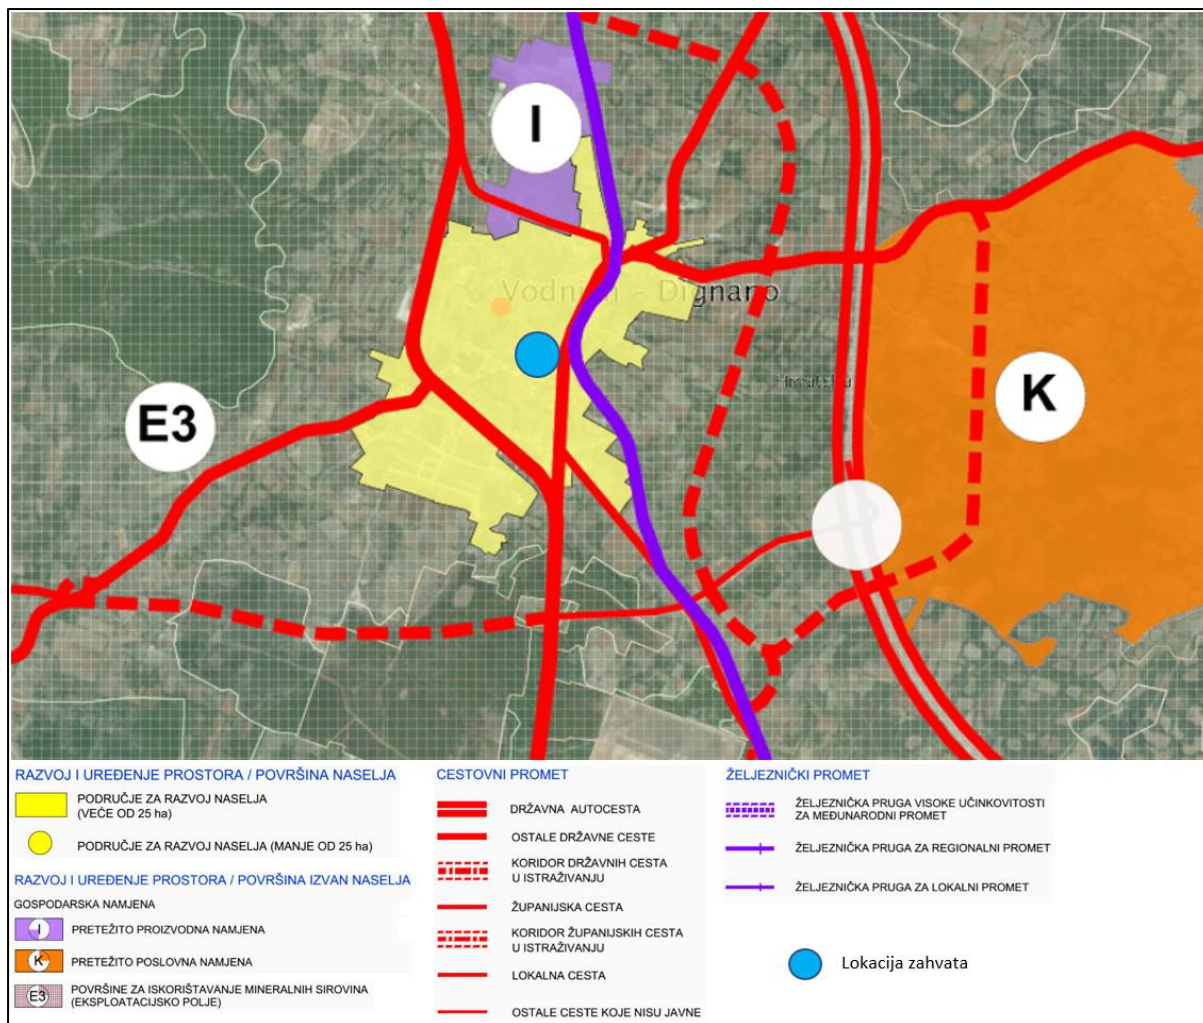 I
Vodnjan - Dignano
E3
K
RAZVOJ I UREĐENJE PROSTORA / POVRŠINA NASELJA
PODRUČJE ZA RAZVOJ NASELJA
(VEĆE OD 25 ha)
PODRUČJE ZA RAZVOJ NASELJA (MANJE OD 25 ha)
RAZVOJ I UREĐENJE PROSTORA / POVRŠINA IZVAN NASELJA
GOSPODARSKA NAMJENA
I
PRETEŽITO PROIZVODNA NAMJENA
K
PRETEŽITO POSLOVNA NAMJENA
E3
POVRŠINE ZA ISKORIŠTAVANJE MINERALNIH SIROVINA
(EKSPLOATACIJSKO POLJE)
CESTOVNI PROMET
DRŽAVNA AUTOCESTA
OSTALE DRŽAVNE CESTE
KORIDOR DRŽAVNIH CESTA
U ISTRAŽIVANJU
ŽUPANIJSKA CESTA
KORIDOR ŽUPANIJSKIH CESTA
U ISTRAŽIVANJU
LOKALNA CESTA
OSTALE CESTE KOJE NISU JAVNE
ŽELJEZNIČKI PROMET
ŽELJEZNIČKA PRUGA VISOKE UČINKOVITOSTI
ZA MEĐUNARODNI PROMET
ŽELJEZNIČKA PRUGA ZA REGIONALNI PROMET
ŽELJEZNIČKA PRUGA ZA LOKALNI PROMET
Lokacija zahvata